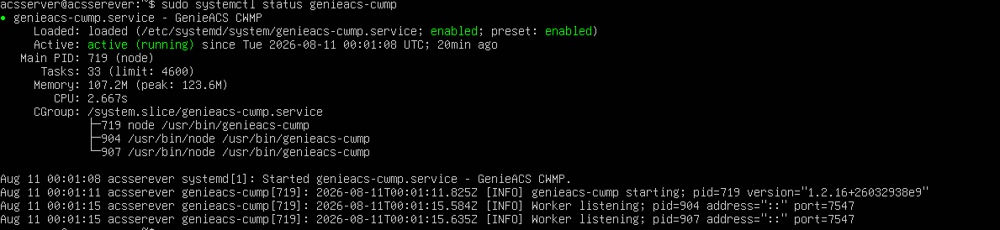 acsserver@acsserever:~$ sudo systemctl status genieacs-cwmp
● genieacs-cwmp.service - GenieACS CWMP
Loaded: loaded (/etc/systemd/system/genieacs-cwmp.service; enabled; preset: enabled)
Active: active (running) since Tue 2026-08-11 00:01:08 UTC; 20min ago
Main PID: 719 (node)
Tasks: 33 (limit: 4600)
Memory: 107.2M (peak: 123.6M)
CPU: 2.667s
CGroup: /system.slice/genieacs-cwmp.service
├─719 node /usr/bin/genieacs-cwmp
├─904 /usr/bin/node /usr/bin/genieacs-cwmp
└─907 /usr/bin/node /usr/bin/genieacs-cwmp
Aug 11 00:01:08 acsserever systemd[1]: Started genieacs-cwmp.service - GenieACS CWMP.
Aug 11 00:01:11 acsserever genieacs-cwmp[719]: 2026-08-11T00:01:11.825Z [INFO] genieacs-cwmp starting; pid=719 version="1.2.16+26032938e9"
Aug 11 00:01:15 acsserever genieacs-cwmp[719]: 2026-08-11T00:01:15.584Z [INFO] Worker listening; pid=904 address="::" port=7547
Aug 11 00:01:15 acsserever genieacs-cwmp[719]: 2026-08-11T00:01:15.635Z [INFO] Worker listening; pid=907 address="::" port=7547